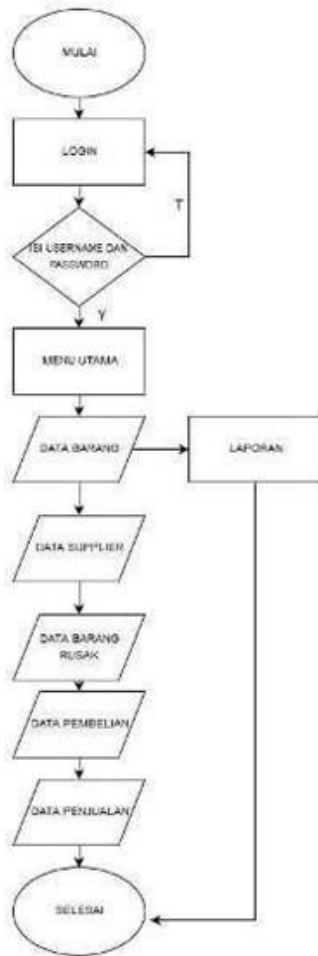 MULAI
LOGIN
T
ISI USERNAME DAN
PASSWORD
Y
MENU UTAMA
DATA BARANG
LAPORAN
DATA SUPPLIER
DATA BARANG
RUSAK
DATA PEMBELIAN
DATA PENJUALAN
SELESAI